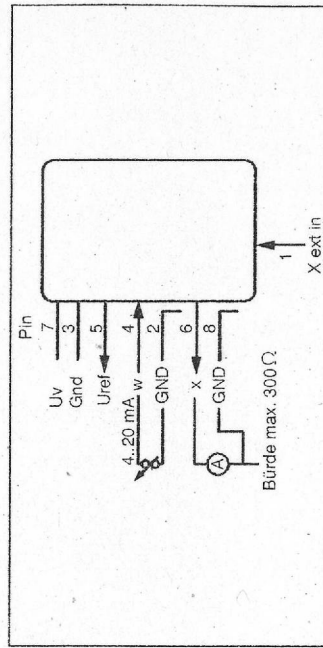 Pin
Uv 7
Gnd 3
Uref 5
4..20 mA w 4
GND 2
x 6
GND 8
A
Bürde max. 300 Ω
1
X ext in